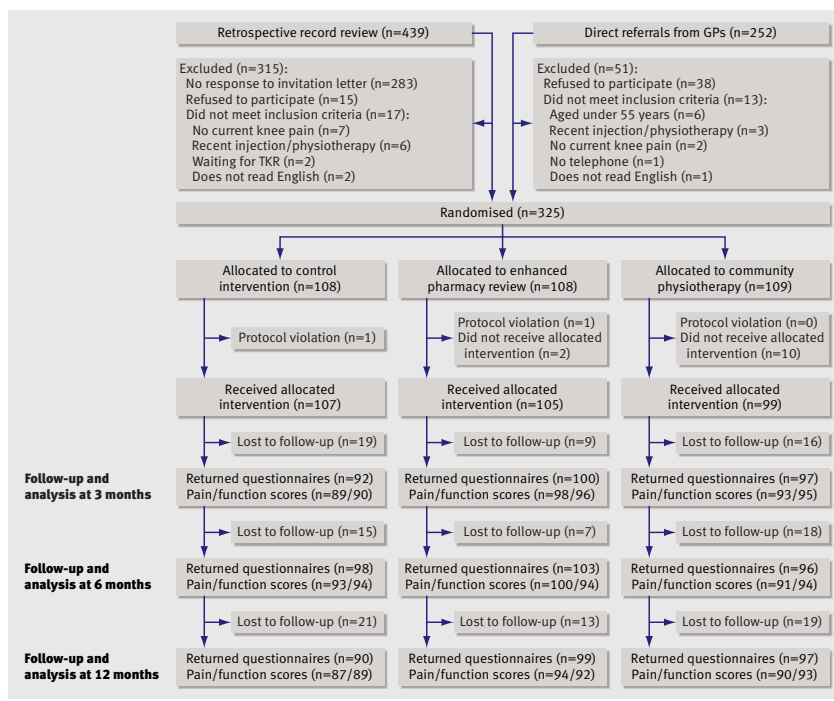 Retrospective record review (n=439)
Direct referrals from GPs (n=252)
Excluded (n=315):
No response to invitation letter (n=283)
Refused to participate (n=15)
Did not meet inclusion criteria (n=17):
No current knee pain (n=7)
Recent injection/physiotherapy (n=6)
Waiting for TKR (n=2)
Does not read English (n=2)
Excluded (n=51):
Refused to participate (n=38)
Did not meet inclusion criteria (n=13):
Aged under 55 years (n=6)
Recent injection/physiotherapy (n=3)
No current knee pain (n=2)
No telephone (n=1)
Does not read English (n=1)
Randomised (n=325)
Allocated to control
intervention (n=108)
Allocated to enhanced
pharmacy review (n=108)
Allocated to community
physiotherapy (n=109)
Protocol violation (n=1)
Protocol violation (n=1)
Did not receive allocated
intervention (n=2)
Protocol violation (n=0)
Did not receive allocated
intervention (n=10)
Received allocated
intervention (n=107)
Received allocated
intervention (n=105)
Received allocated
intervention (n=99)
Lost to follow-up (n=19)
Lost to follow-up (n=9)
Lost to follow-up (n=16)
Follow-up and
analysis at 3 months
Returned questionnaires (n=92)
Pain/function scores (n=89/90)
Returned questionnaires (n=100)
Pain/function scores (n=98/96)
Returned questionnaires (n=97)
Pain/function scores (n=93/95)
Lost to follow-up (n=15)
Lost to follow-up (n=7)
Lost to follow-up (n=18)
Follow-up and
analysis at 6 months
Returned questionnaires (n=98)
Pain/function scores (n=93/94)
Returned questionnaires (n=103)
Pain/function scores (n=100/94)
Returned questionnaires (n=96)
Pain/function scores (n=91/94)
Lost to follow-up (n=21)
Lost to follow-up (n=13)
Lost to follow-up (n=19)
Follow-up and
analysis at 12 months
Returned questionnaires (n=90)
Pain/function scores (n=87/89)
Returned questionnaires (n=99)
Pain/function scores (n=94/92)
Returned questionnaires (n=97)
Pain/function scores (n=90/93)